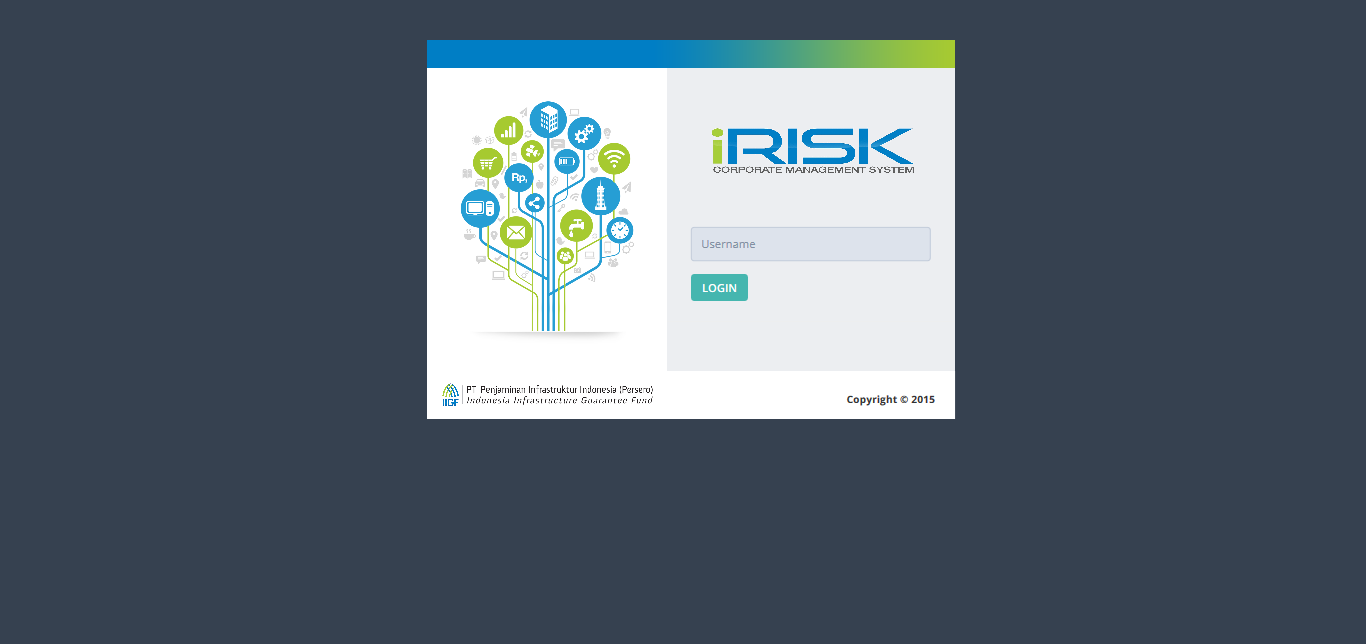 Rp,
iRISK
CORPORATE MANAGEMENT SYSTEM
Username
LOGIN
IIGF
PT Penjaminan Infrastruktur Indonesia (Persero)
Indonesia Infrastructure Guarantee Fund
Copyright © 2015